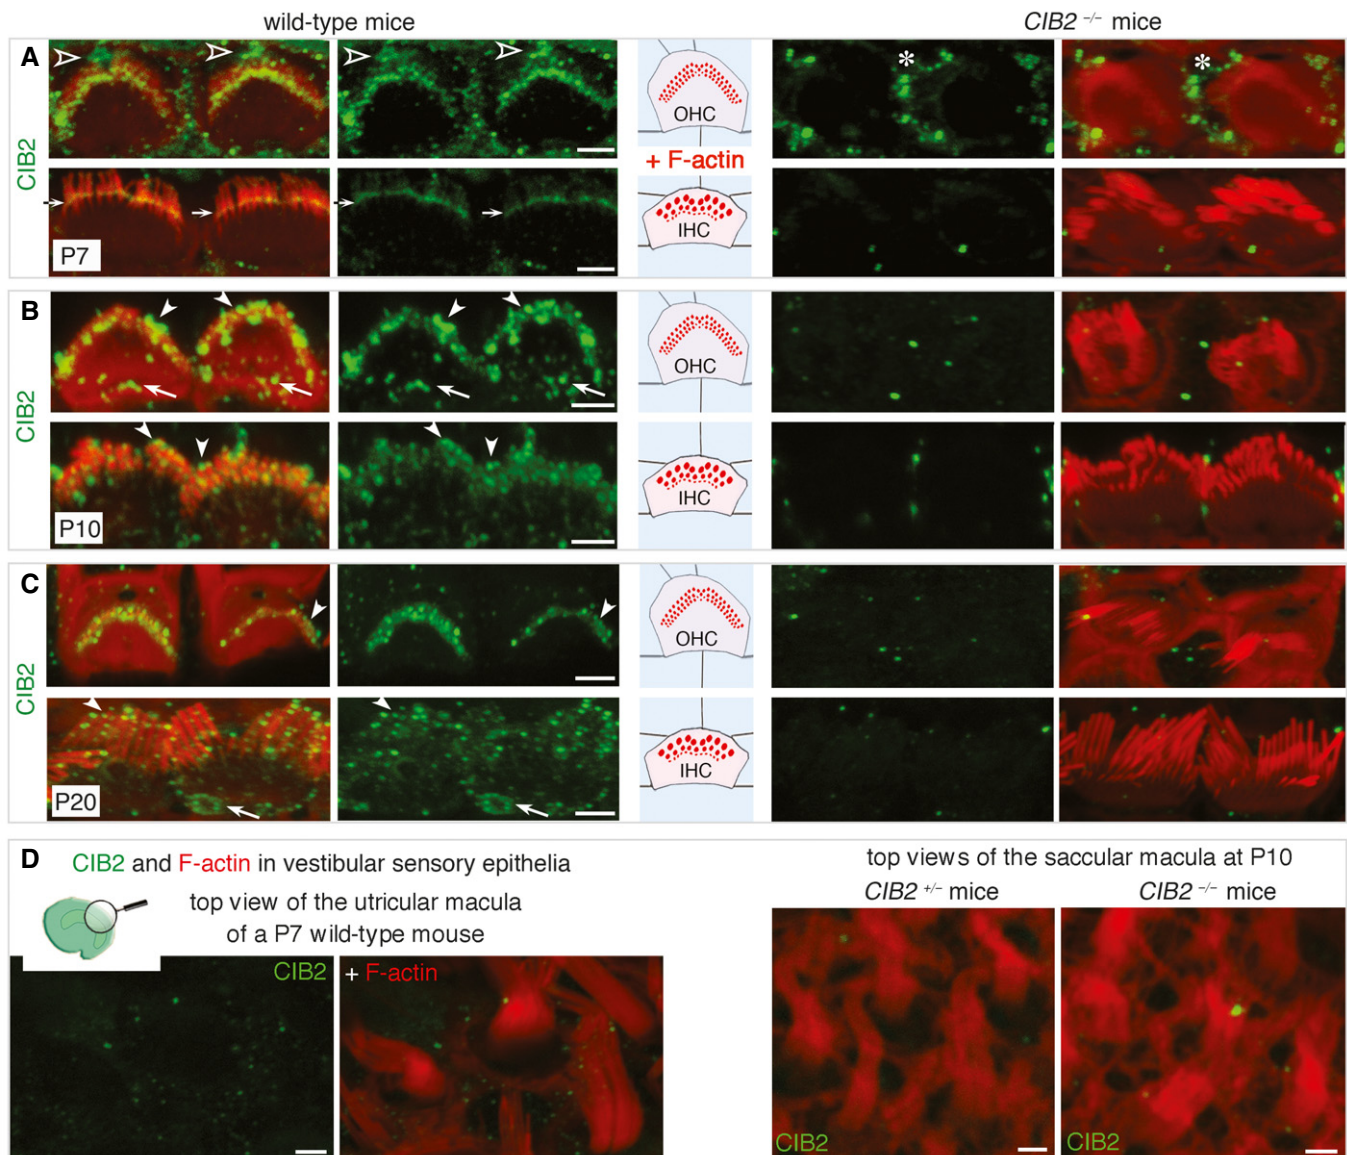 wild-type mice
CIB2 –/– mice
A
CIB2
P7
OHC
+ F-actin
IHC
*
*
B
CIB2
P10
OHC
IHC
C
CIB2
P20
OHC
IHC
D
CIB2 and F-actin in vestibular sensory epithelia
top view of the utricular macula
of a P7 wild-type mouse
CIB2
+ F-actin
top views of the saccular macula at P10
CIB2 +/– mice
CIB2 –/– mice
CIB2
CIB2